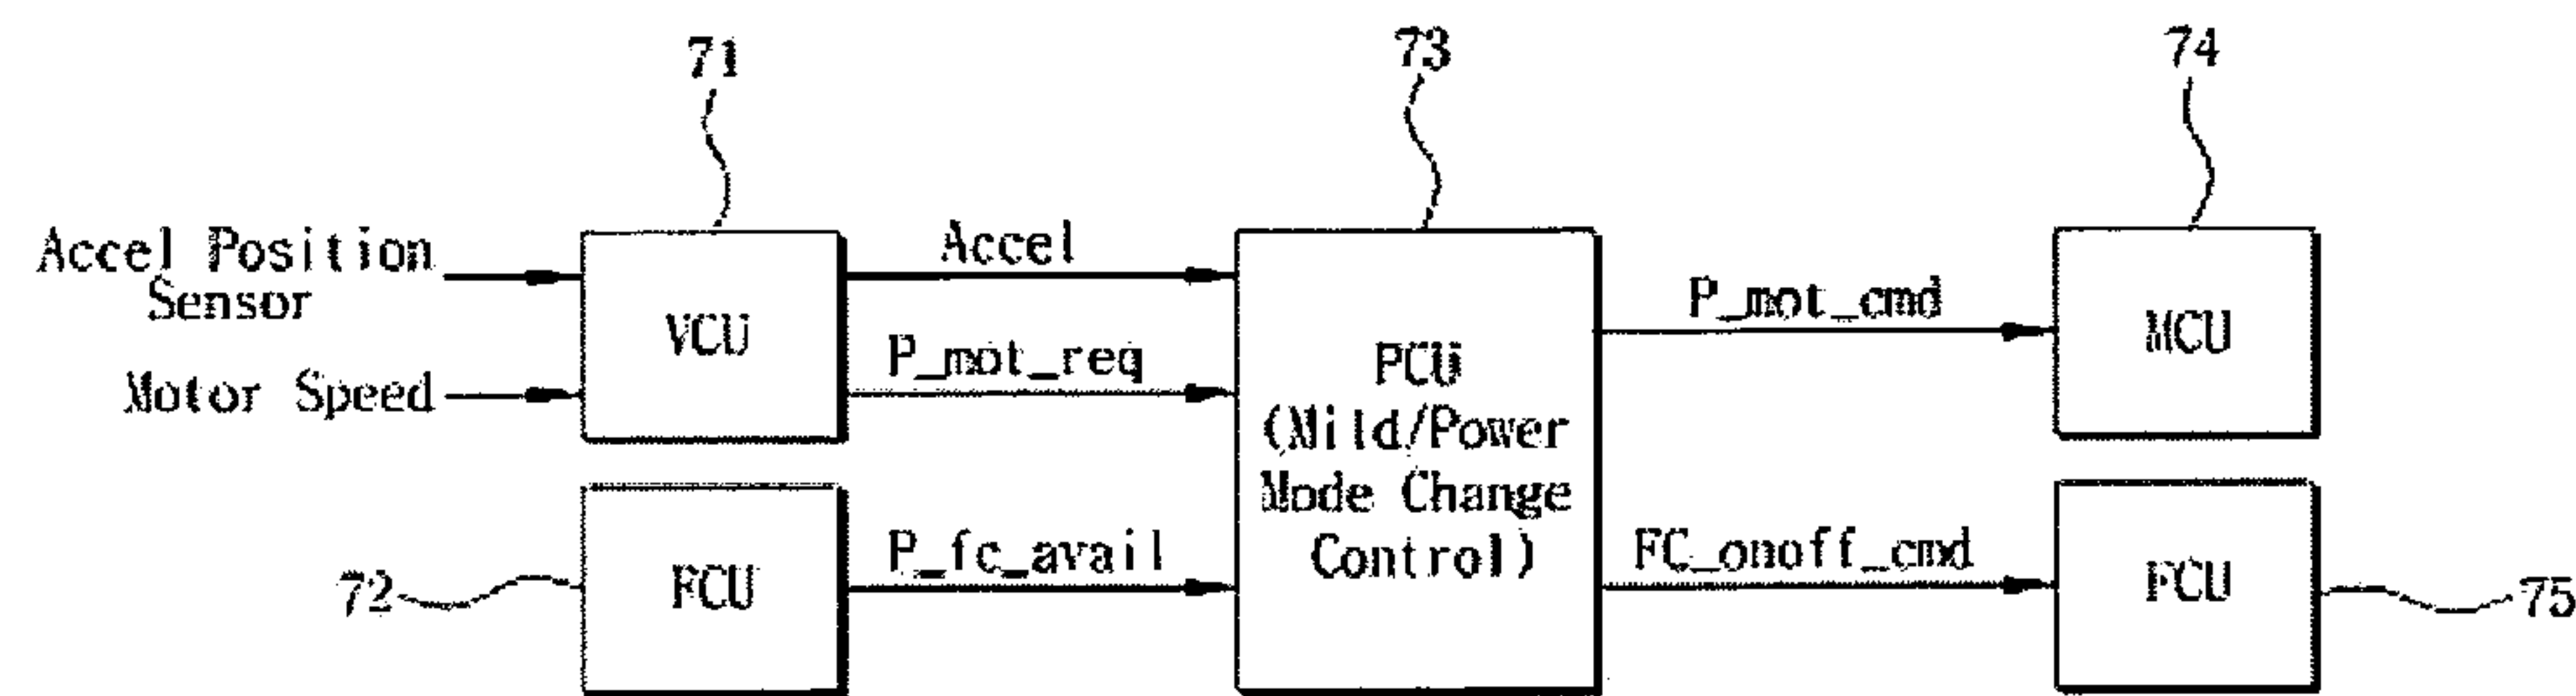 71
73
74
Accel Position
Sensor
Motor Speed
VCU
Accel
P_mot_req
PCU
(Mild/Power
Mode Change
Control)
P_mot_cmd
MCU
72
FCU
P_fc_avail
FC_onoff_cmd
FCU
75